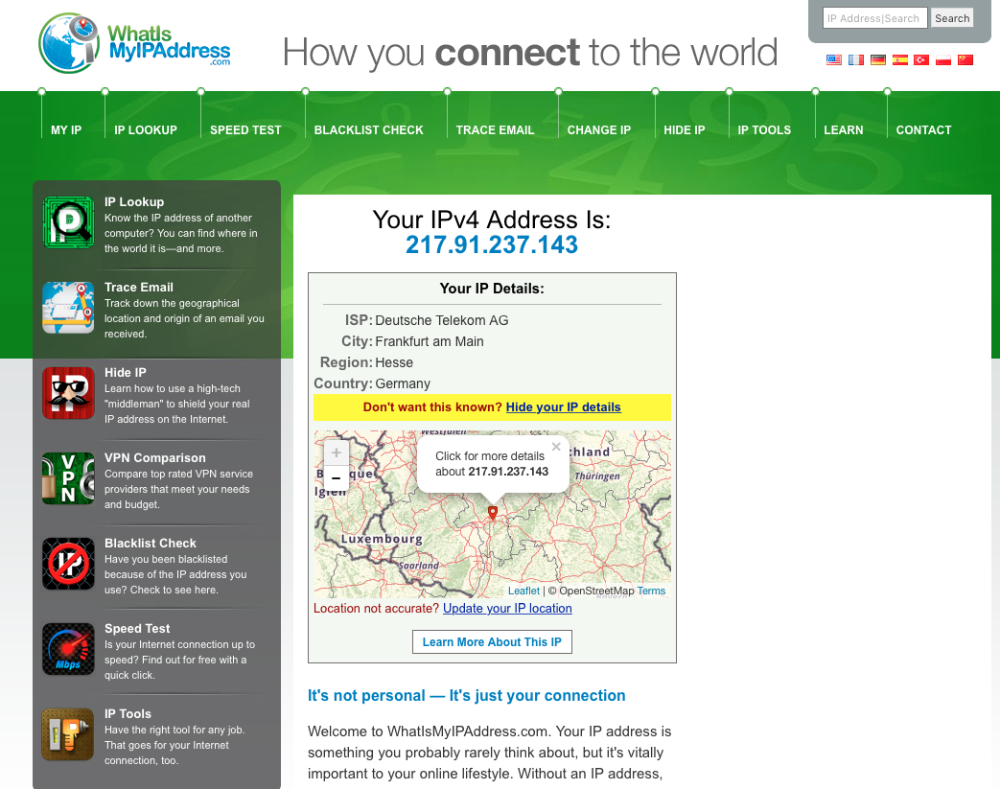 WhatIs
MyIPAddress
.com
How you connect to the world
IP Address|Search
Search
MY IP
IP LOOKUP
SPEED TEST
BLACKLIST CHECK
TRACE EMAIL
CHANGE IP
HIDE IP
IP TOOLS
LEARN
CONTACT
IP
IP Lookup
Know the IP address of another
computer? You can find where in
the world it is—and more.
A
B
Trace Email
Track down the geographical
location and origin of an email you
received.
IP
Hide IP
Learn how to use a high-tech
"middleman" to shield your real
IP address on the Internet.
V
P
N
VPN Comparison
Compare top rated VPN service
providers that meet your needs
and budget.
IP
Blacklist Check
Have you been blacklisted
because of the IP address you
use? Check to see here.
Mbps
Speed Test
Is your Internet connection up to
speed? Find out for free with a
quick click.
IP Tools
Have the right tool for any job.
That goes for your Internet
connection, too.
Your IPv4 Address Is:
217.91.237.143
Your IP Details:
ISP: Deutsche Telekom AG
City: Frankfurt am Main
Region: Hesse
Country: Germany
Don't want this known? Hide your IP details
+
−
Click for more details
about 217.91.237.143
×
Thüringen
Luxembourg
Saarland
Leaflet | © OpenStreetMap Terms
Location not accurate? Update your IP location
Learn More About This IP
It's not personal — It's just your connection
Welcome to WhatIsMyIPAddress.com. Your IP address is
something you probably rarely think about, but it's vitally
important to your online lifestyle. Without an IP address,